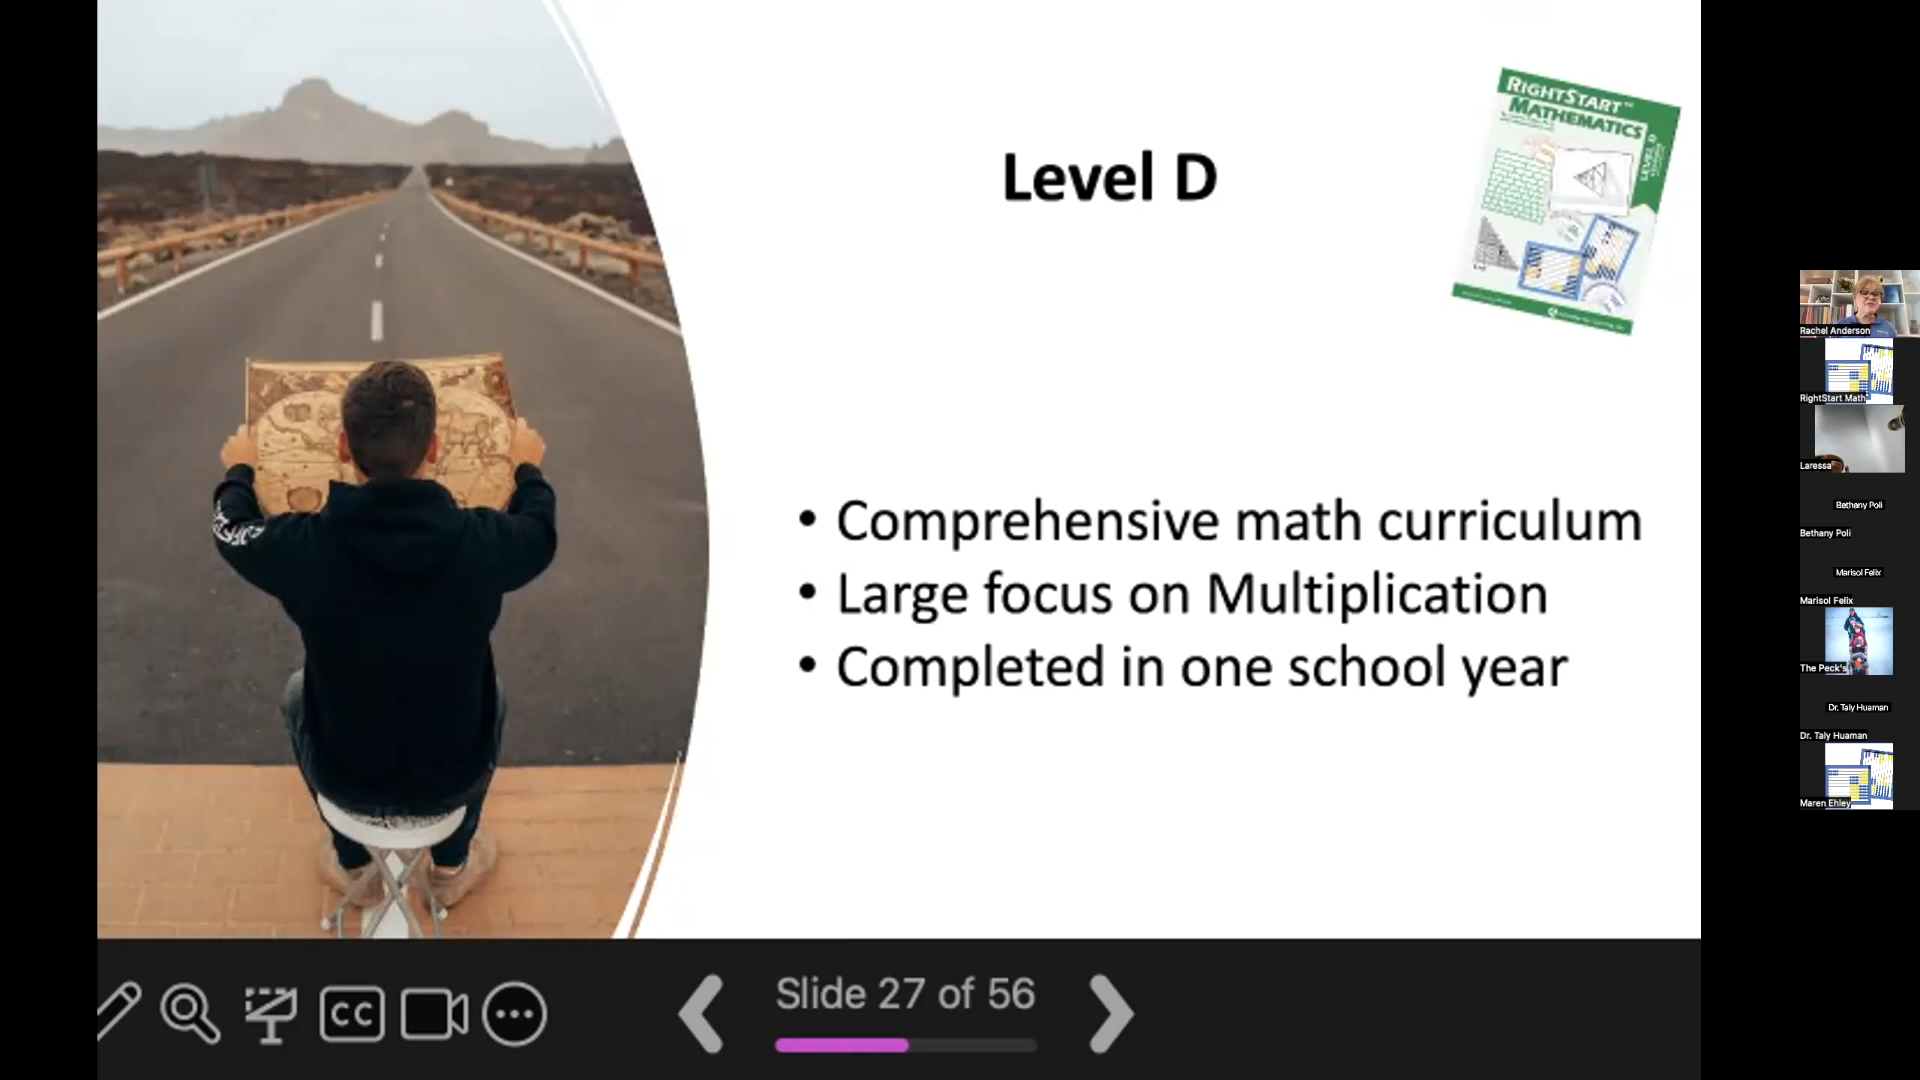 RIGHTSTART™
MATHEMATICS
LEVEL D
Level D
• Comprehensive math curriculum
• Large focus on Multiplication
• Completed in one school year
CC
Slide 27 of 56
Rachel Anderson
RightStart Math
Laressa
Bethany Poli
Bethany Poli
Marisol Felix
Marisol Felix
The Peck's
Dr. Taly Huaman
Dr. Taly Huaman
Maren Ehley